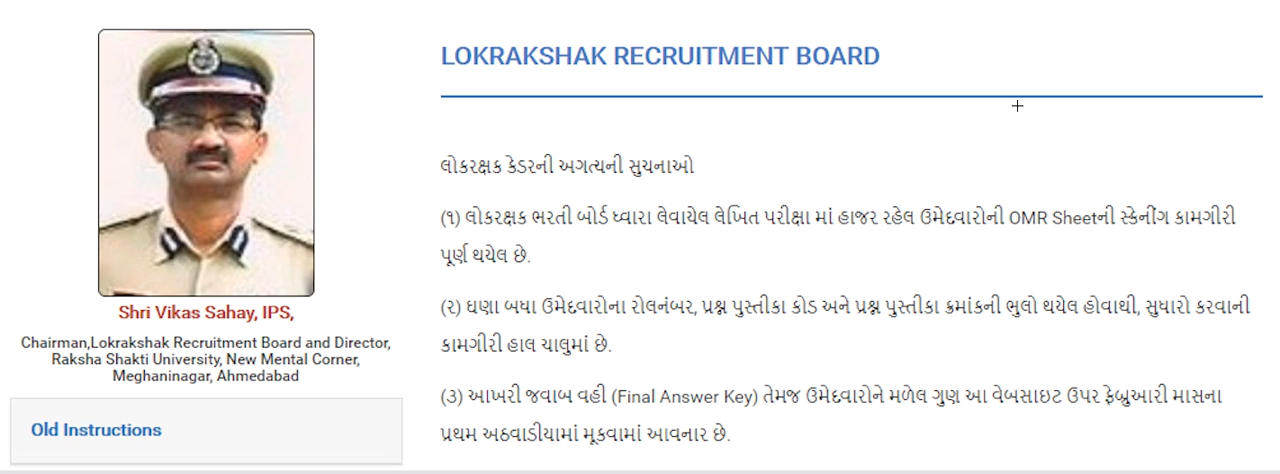 LOKRAKSHAK RECRUITMENT BOARD
લોકરક્ષક કેડરની અગત્યની સુચનાઓ
(૧) લોકરક્ષક ભરતી બોર્ડ ધ્વારા લેવાયેલ લેખિત પરીક્ષા માં હાજર રહેલ ઉમેદવારોની OMR Sheetની સ્કેનીંગ કામગીરી
પૂર્ણ થયેલ છે.
(૨) ઘણા બધા ઉમેદવારોના રોલનંબર, પ્રશ્ન પુસ્તીકા કોડ અને પ્રશ્ન પુસ્તીકા ક્રમાંકની ભુલો થયેલ હોવાથી, સુધારો કરવાની
કામગીરી હાલ ચાલુમાં છે.
(૩) આખરી જવાબ વહી (Final Answer Key) તેમજ ઉમેદવારોને મળેલ ગુણ આ વેબસાઇટ ઉપર ફેબ્રુઆરી માસના
પ્રથમ અઠવાડીયામાં મૂકવામાં આવનાર છે.
Shri Vikas Sahay, IPS,
Chairman,Lokrakshak Recruitment Board and Director,
Raksha Shakti University, New Mental Corner,
Meghaninagar, Ahmedabad
Old Instructions